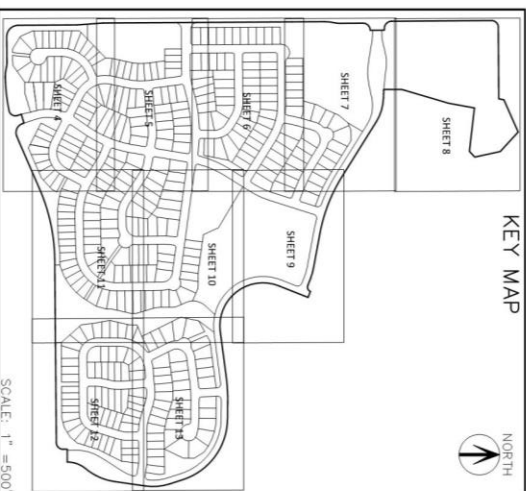 KEY MAP
NORTH
SHEET 8
SHEET 7
SHEET 6
SHEET 5
SHEET 4
SHEET 9
SHEET 10
SHEET 11
SHEET 13
SHEET 12
SCALE: 1" =500'